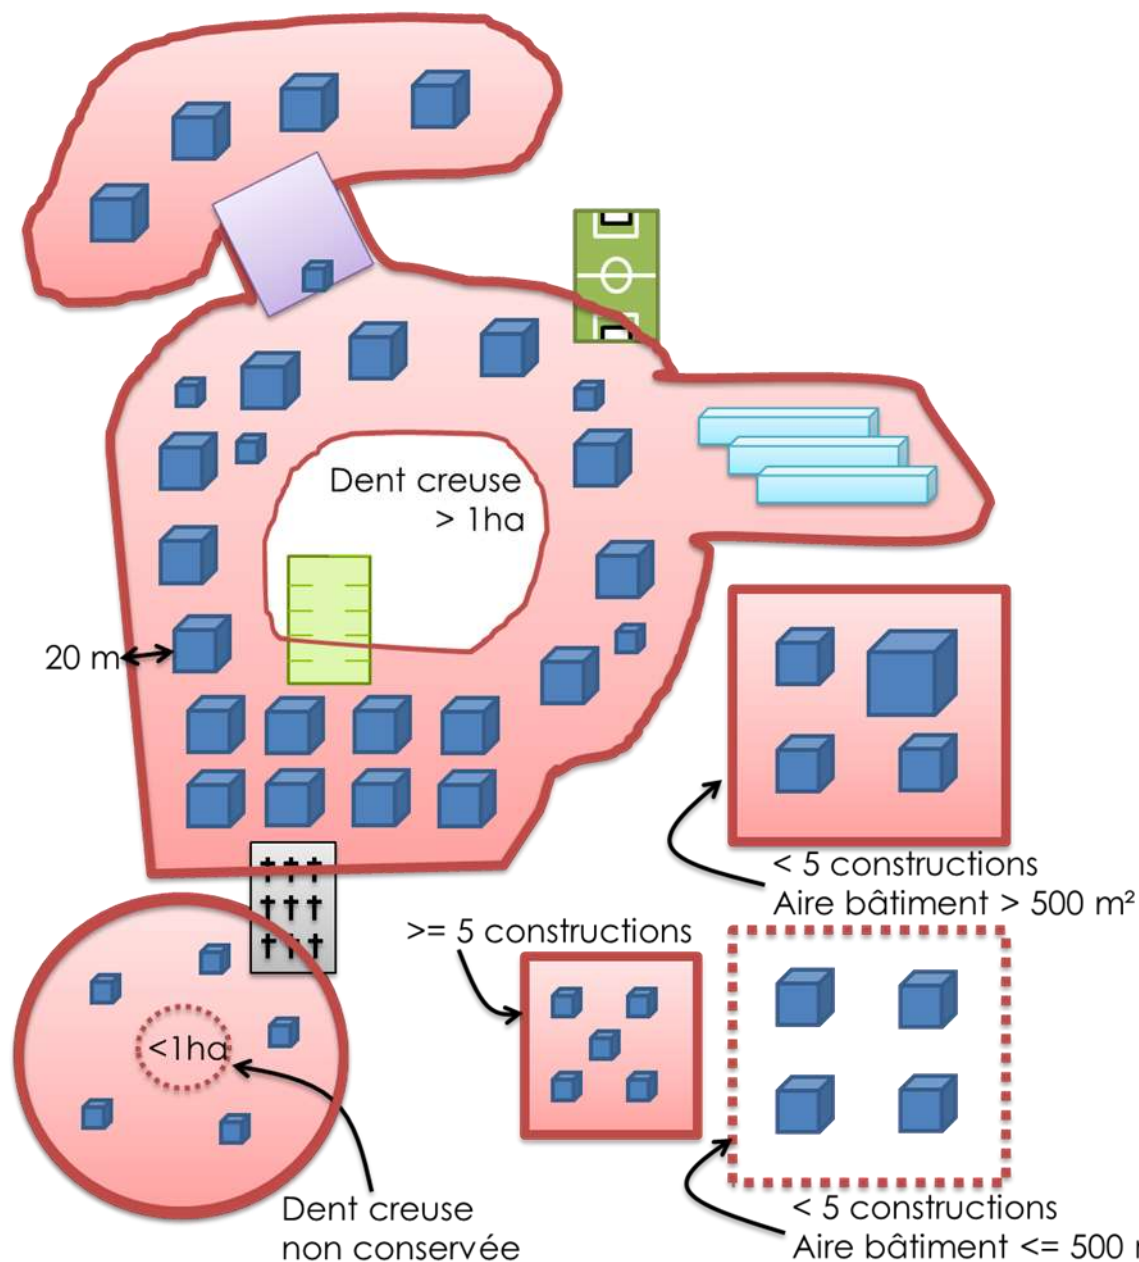 Dent creuse
> 1ha
20 m
< 5 constructions
Aire bâtiment > 500 m²
>= 5 constructions
<1ha
Dent creuse
non conservée
< 5 constructions
Aire bâtiment <= 500